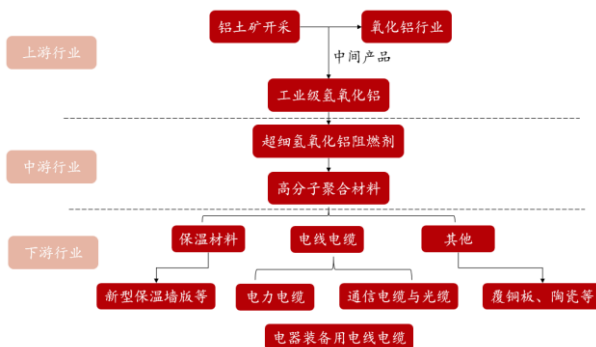 铝土矿开采
氧化铝行业
上游行业
中间产品
工业级氢氧化铝
超细氢氧化铝阻燃剂
中游行业
高分子聚合材料
保温材料
电线电缆
其他
下游行业
新型保温墙版等
电力电缆
通信电缆与光缆
覆铜板、陶瓷等
电器装备用电线电缆